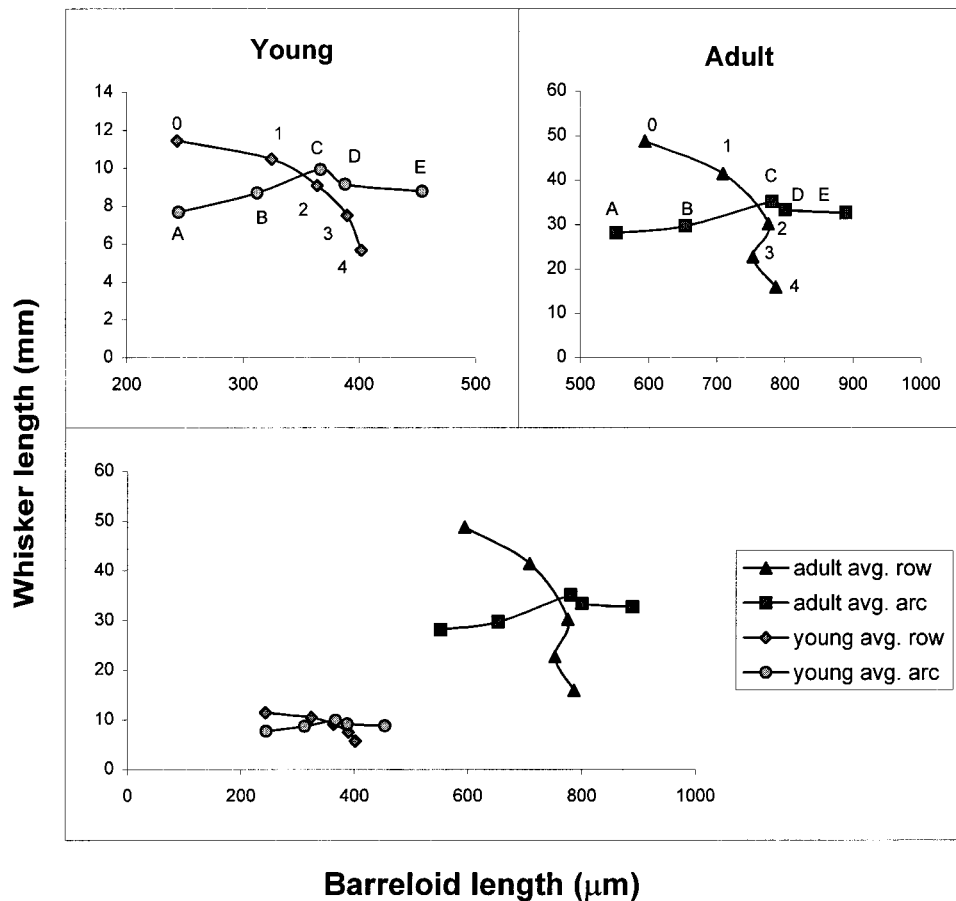 Young
14
12
10
8
6
4
2
0
200 300 400 500
0
1
2
3
4
A
B
C
D
E
Adult
60
50
40
30
20
10
0
500 600 700 800 900 1000
0
1
2
3
4
A
B
C
D
E
Whisker length (mm)
60
50
40
30
20
10
0
0 200 400 600 800 1000
adult avg. row
adult avg. arc
young avg. row
young avg. arc
Barreloid length (μm)